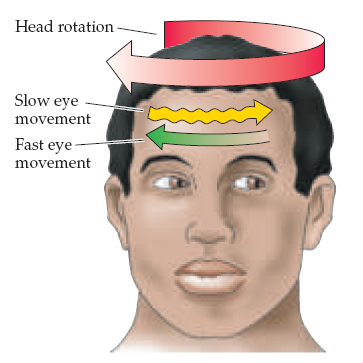 Head rotation
Slow eye
movement
Fast eye
movement